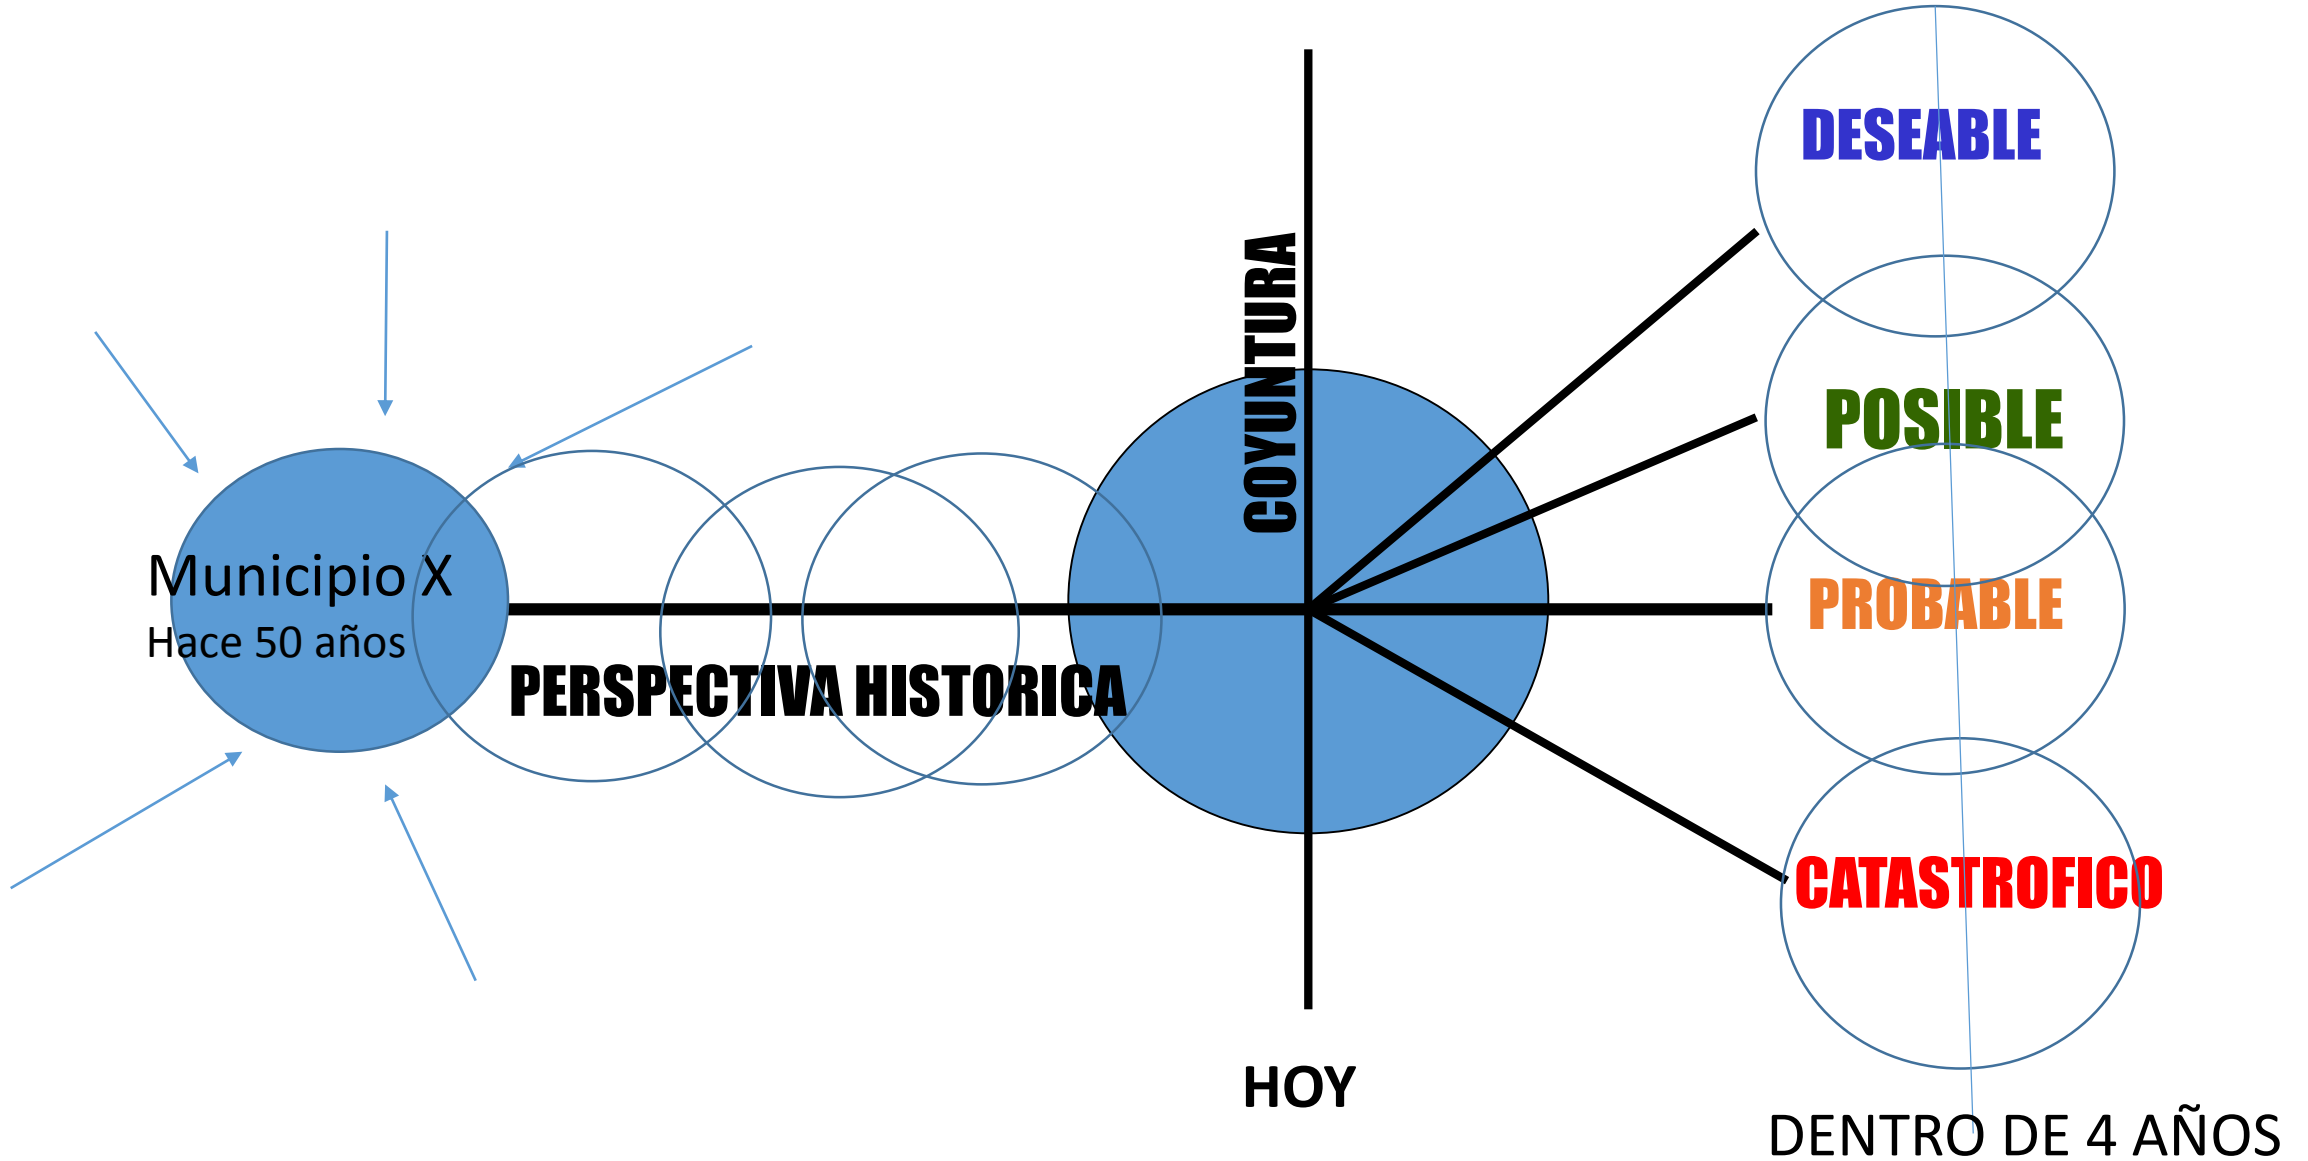 Municipio X
Hace 50 años
PERSPECTIVA HISTORICA
COYUNTURA
HOY
DESEABLE
POSIBLE
PROBABLE
CATASTROFICO
DENTRO DE 4 AÑOS